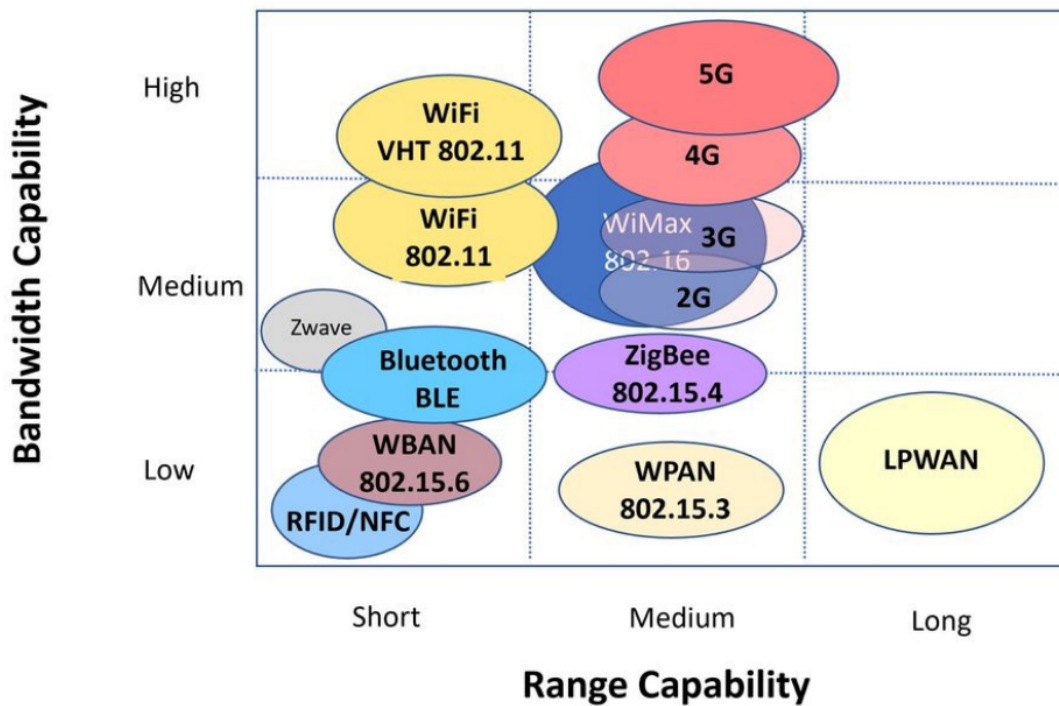 Bandwidth Capability
High
Medium
Low
WiFi
VHT 802.11
WiFi
802.11
5G
4G
WiMax
802.16
3G
2G
Zwave
Bluetooth
BLE
ZigBee
802.15.4
WBAN
802.15.6
RFID/NFC
WPAN
802.15.3
LPWAN
Short
Medium
Long
Range Capability